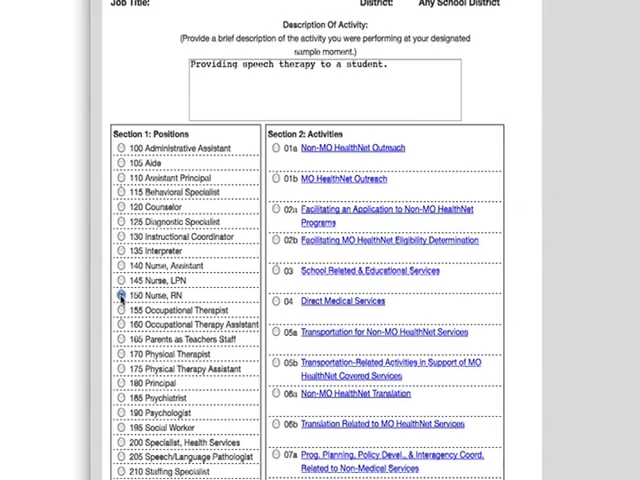 Job Title: District: Any School District
Description Of Activity:
(Provide a brief description of the activity you were performing at your designated
sample moment.)
Providing speech therapy to a student.
Section 1: Positions
100 Administrative Assistant
105 Aide
110 Assistant Principal
115 Behavioral Specialist
120 Counselor
125 Diagnostic Specialist
130 Instructional Coordinator
135 Interpreter
140 Nurse, Assistant
145 Nurse, LPN
150 Nurse, RN
155 Occupational Therapist
160 Occupational Therapy Assistant
165 Parents as Teachers Staff
170 Physical Therapist
175 Physical Therapy Assistant
180 Principal
185 Psychiatrist
190 Psychologist
195 Social Worker
200 Specialist, Health Services
205 Speech/Language Pathologist
210 Staffing Specialist
Section 2: Activities
01a Non-MO HealthNet Outreach
01b MO HealthNet Outreach
02a Facilitating an Application to Non-MO HealthNet
Programs
02b Facilitating MO HealthNet Eligibility Determination
03 School Related & Educational Services
04 Direct Medical Services
05a Transportation for Non-MO HealthNet Services
05b Transportation-Related Activities in Support of MO
HealthNet Covered Services
06a Non-MO HealthNet Translation
06b Translation Related to MO HealthNet Services
07a Prog. Planning, Policy Devel., & Interagency Coord.
Related to Non-Medical Services